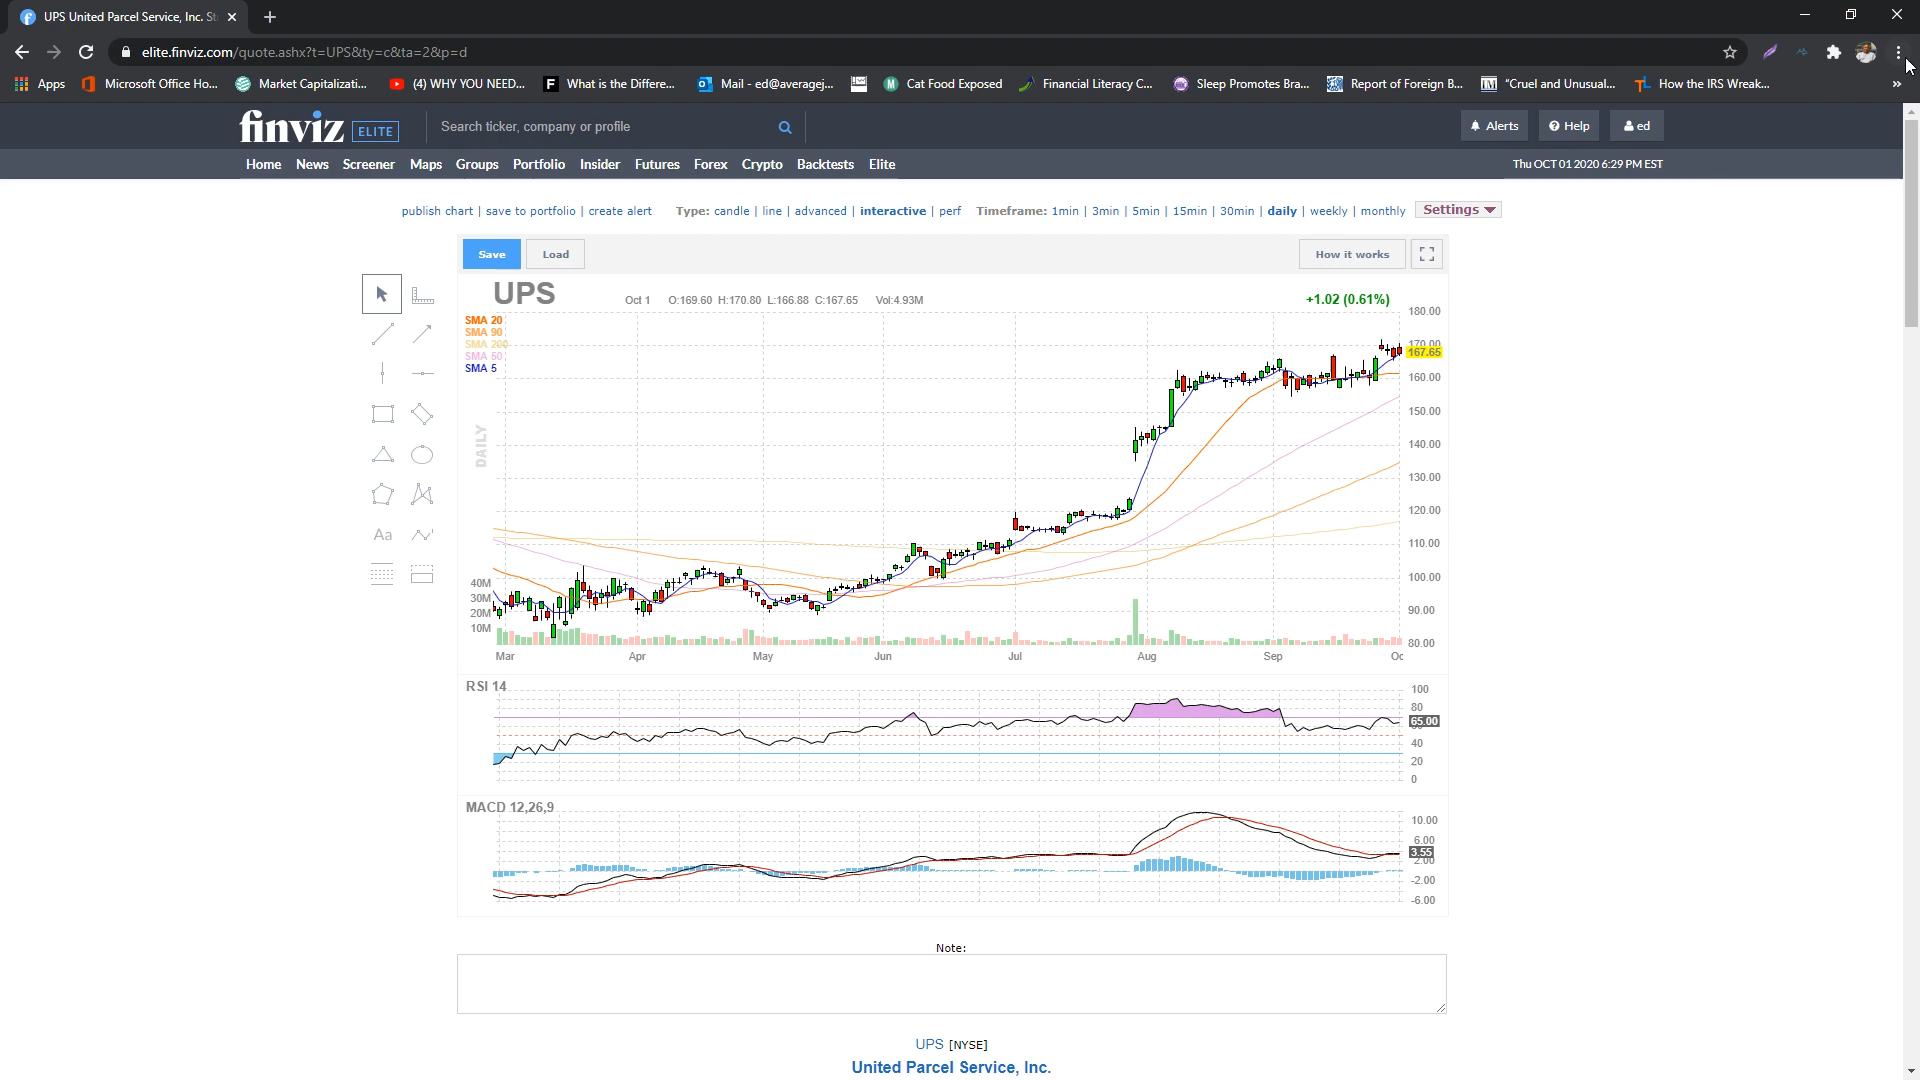 UPS United Parcel Service, Inc. St
elite.finviz.com/quote.ashx?t=UPS&ty=c&ta=2&p=d
Apps Microsoft Office Ho... Market Capitalizati... (4) WHY YOU NEED... What is the Differe... Mail - ed@averagej... Cat Food Exposed Financial Literacy C... Sleep Promotes Bra... Report of Foreign B... "Cruel and Unusual... How the IRS Wreak... »
finviz ELITE Search ticker, company or profile Alerts Help ed
Home News Screener Maps Groups Portfolio Insider Futures Forex Crypto Backtests Elite Thu OCT 01 2020 6:29 PM EST
publish chart | save to portfolio | create alert Type: candle | line | advanced | interactive | perf Timeframe: 1min | 3min | 5min | 15min | 30min | daily | weekly | monthly Settings
Save Load How it works
UPS Oct 1 O:169.60 H:170.80 L:166.88 C:167.65 Vol:4.93M +1.02 (0.61%)
SMA 20
SMA 90
SMA 200
SMA 50
SMA 5
180.00
170.00
167.65
160.00
150.00
140.00
130.00
120.00
110.00
100.00
90.00
80.00
DAILY
Aa
40M
30M
20M
10M
Mar Apr May Jun Jul Aug Sep Oc
RSI 14
100
80
65.00
40
20
0
MACD 12,26,9
10.00
6.00
3.55
2.00
-2.00
-6.00
Note:
UPS [NYSE]
United Parcel Service, Inc.